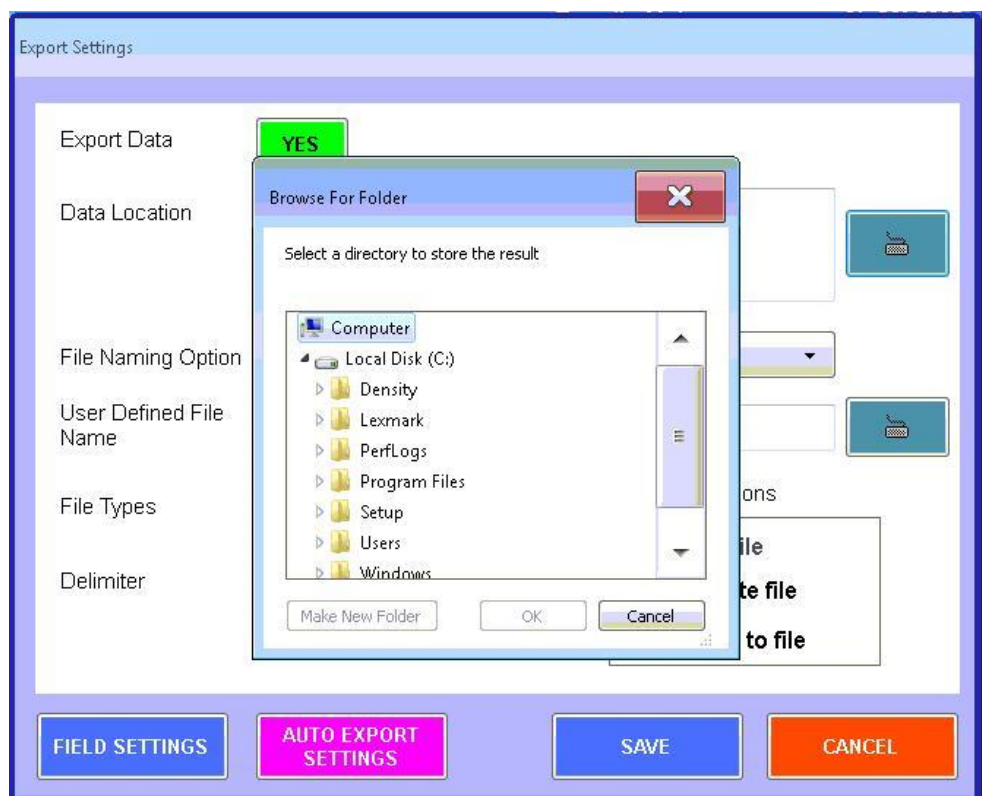 Export Settings
Export Data
YES
Data Location
Browse For Folder
Select a directory to store the result
Computer
Local Disk (C:)
Density
Lexmark
PerfLogs
Program Files
Setup
Users
Windows
Make New Folder
OK
Cancel
File Naming Option
User Defined File
Name
File Types
ons
ile
Delimiter
te file
to file
FIELD SETTINGS
AUTO EXPORT
SETTINGS
SAVE
CANCEL